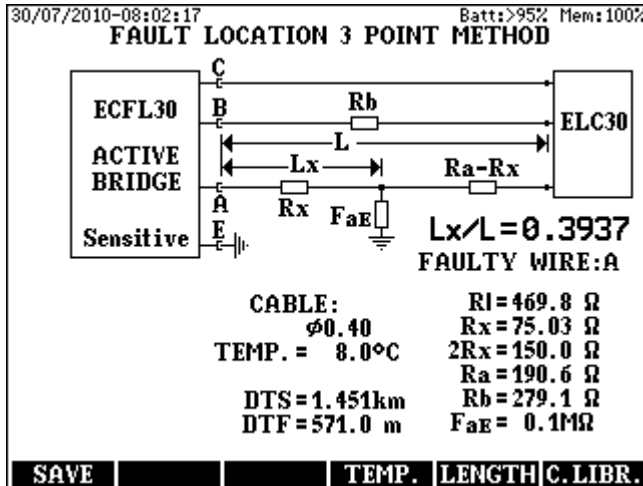 30/07/2010-08:02:17 Batt:>95% Mem:100%
FAULT LOCATION 3 POINT METHOD
C
ECFL30 B Rb ELC30
L
ACTIVE Lx Ra-Rx
BRIDGE
A Rx FaE Lx/L=0.3937
Sensitive E
FAULTY WIRE:A
CABLE: Rl=469.8 Ω
ϕ0.40 Rx=75.03 Ω
TEMP.= 8.0ºC 2Rx=150.0 Ω
Ra=190.6 Ω
DTS=1.451km Rb=279.1 Ω
DTF=571.0 m FaE= 0.1MΩ
SAVE TEMP. LENGTH C.LIBR.